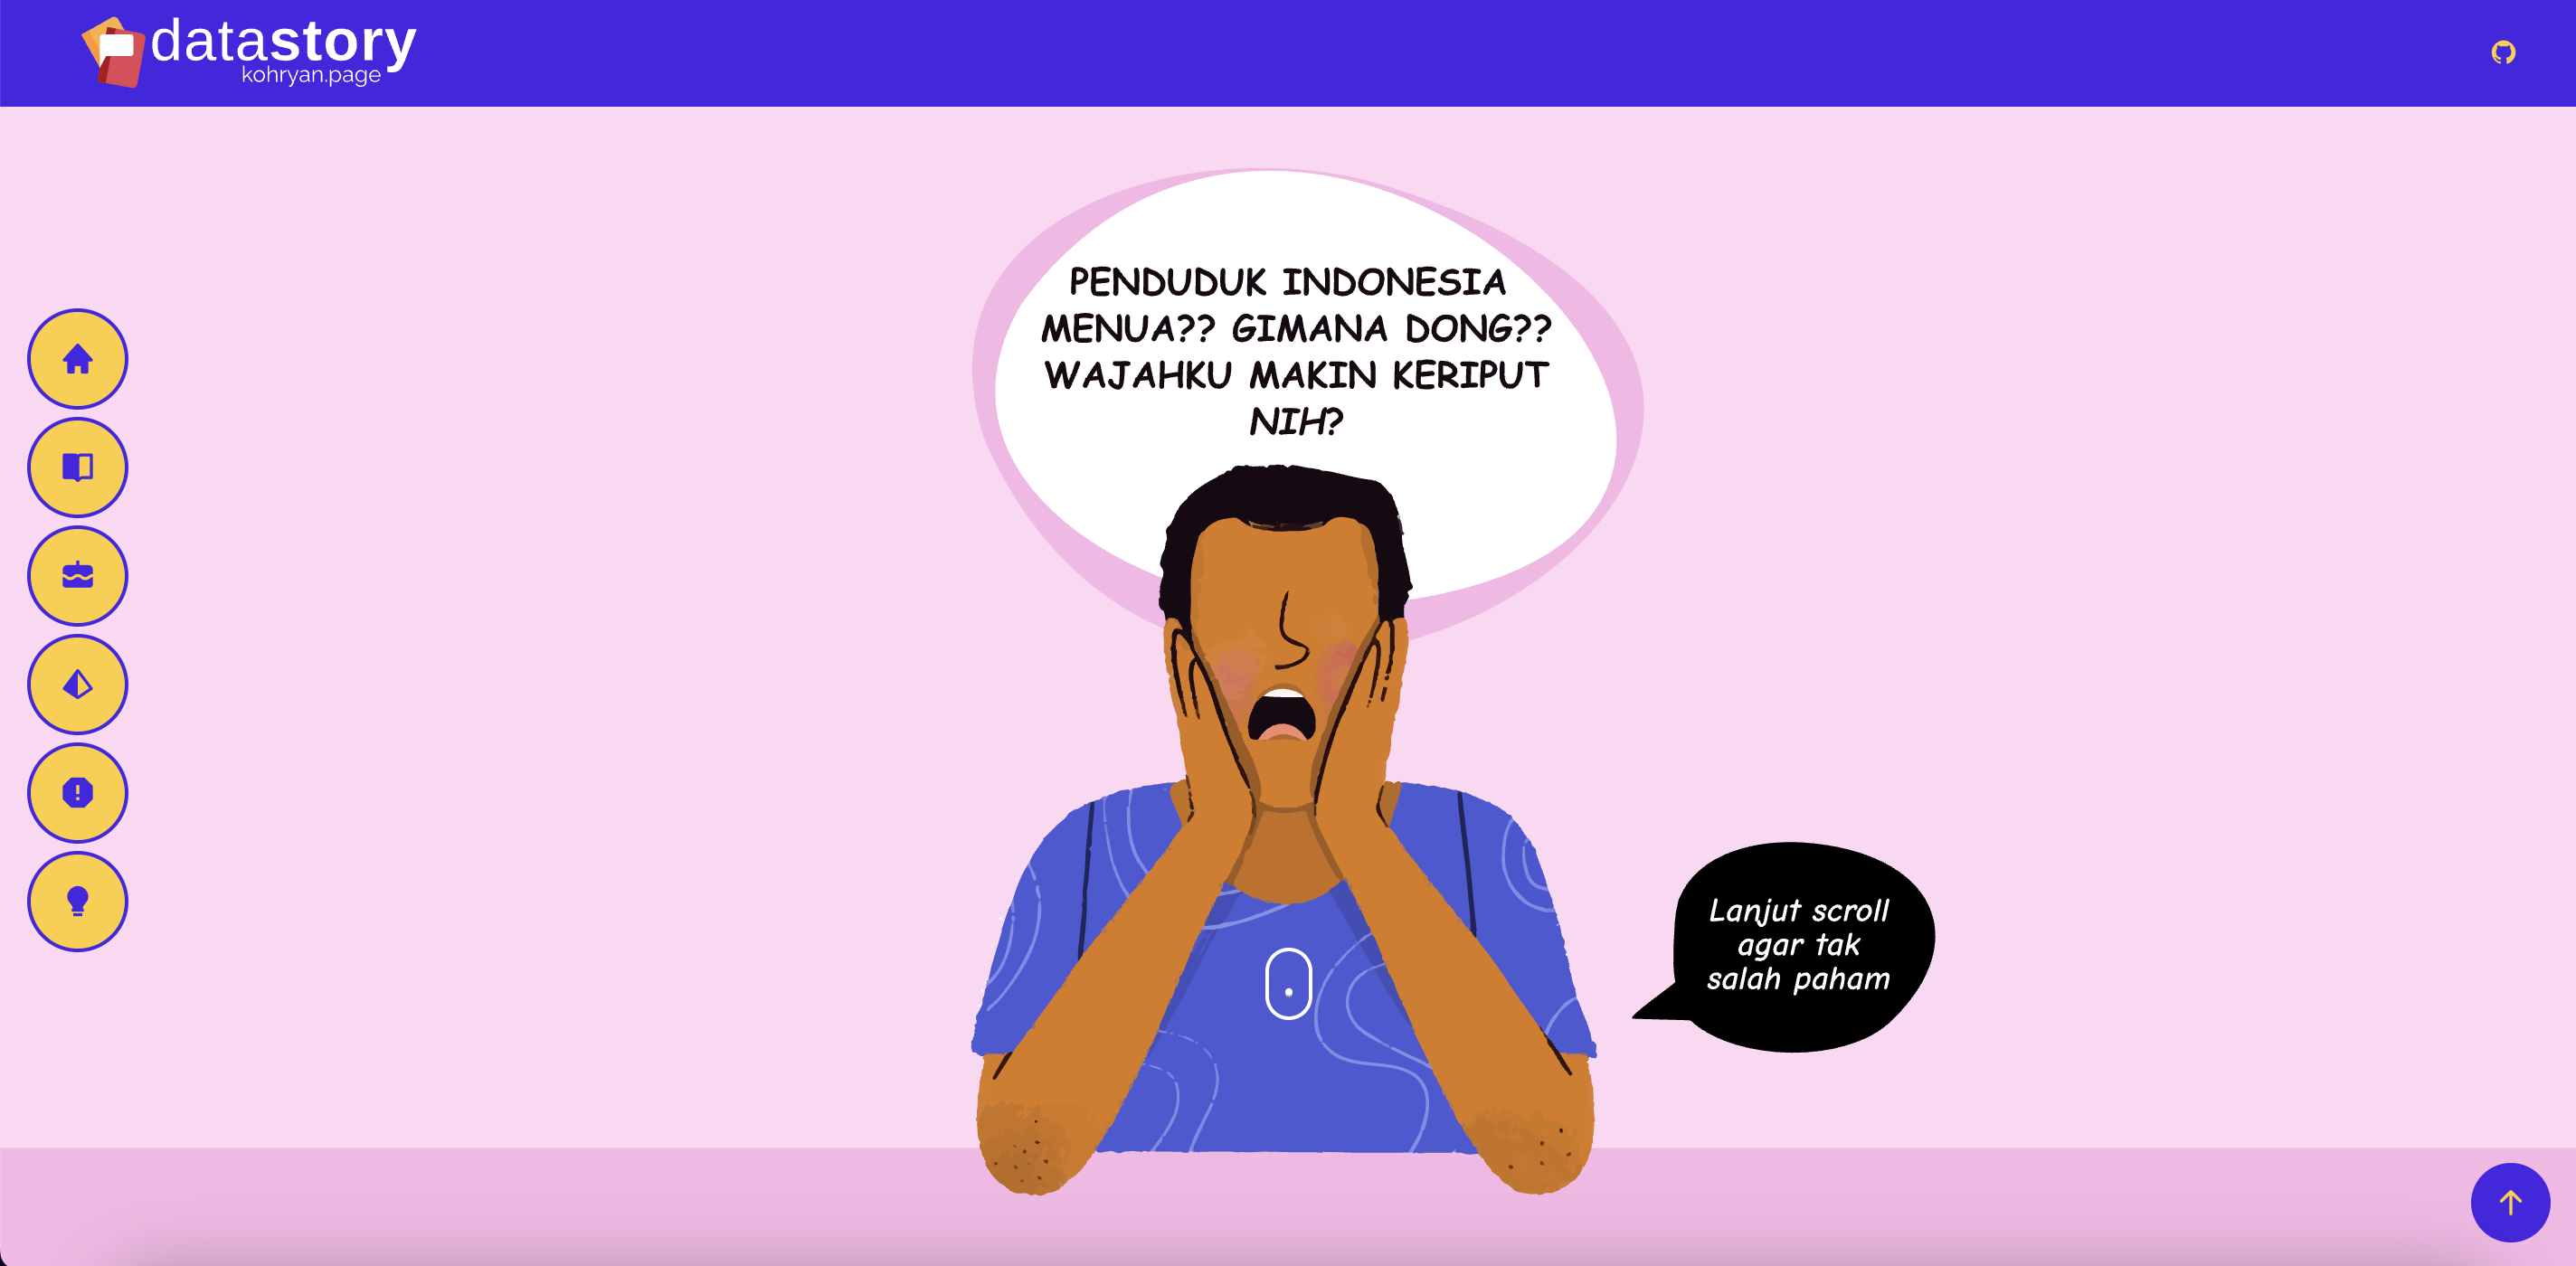 datastory
kohryan.page
PENDUDUK INDONESIA
MENUA?? GIMANA DONG??
WAJAHKU MAKIN KERIPUT
NIH?
Lanjut scroll
agar tak
salah paham